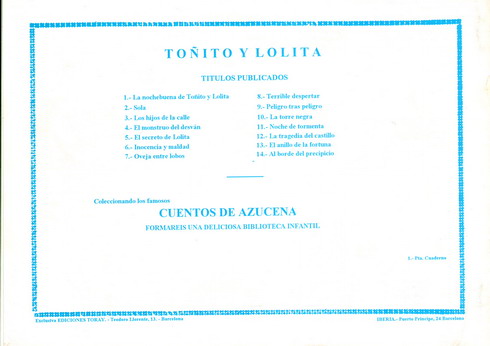 TOÑITO Y LOLITA
TITULOS PUBLICADOS
1.- La nochebuena de Toñito y Lolita
2.- Sola
3.- Los hijos de la calle
4.- El monstruo del desván
5.- El secreto de Lolita
6.- Inocencia y maldad
7.- Oveja entre lobos
8.- Terrible despertar
9.- Peligro tras peligro
10.- La torre negra
11.- Noche de tormenta
12.- La tragedia del castillo
13.- El anillo de la fortuna
14.- Al borde del precipicio
Coleccionando los famosos
CUENTOS DE AZUCENA
FORMAREIS UNA DELICIOSA BIBLIOTECA INFANTIL
1.- Pta. Cuaderno
Exclusiva EDICIONES TORAY.- Teodoro Llorente, 13.- Barcelona
IBERIA.- Puerto Príncipe, 24 Barcelona